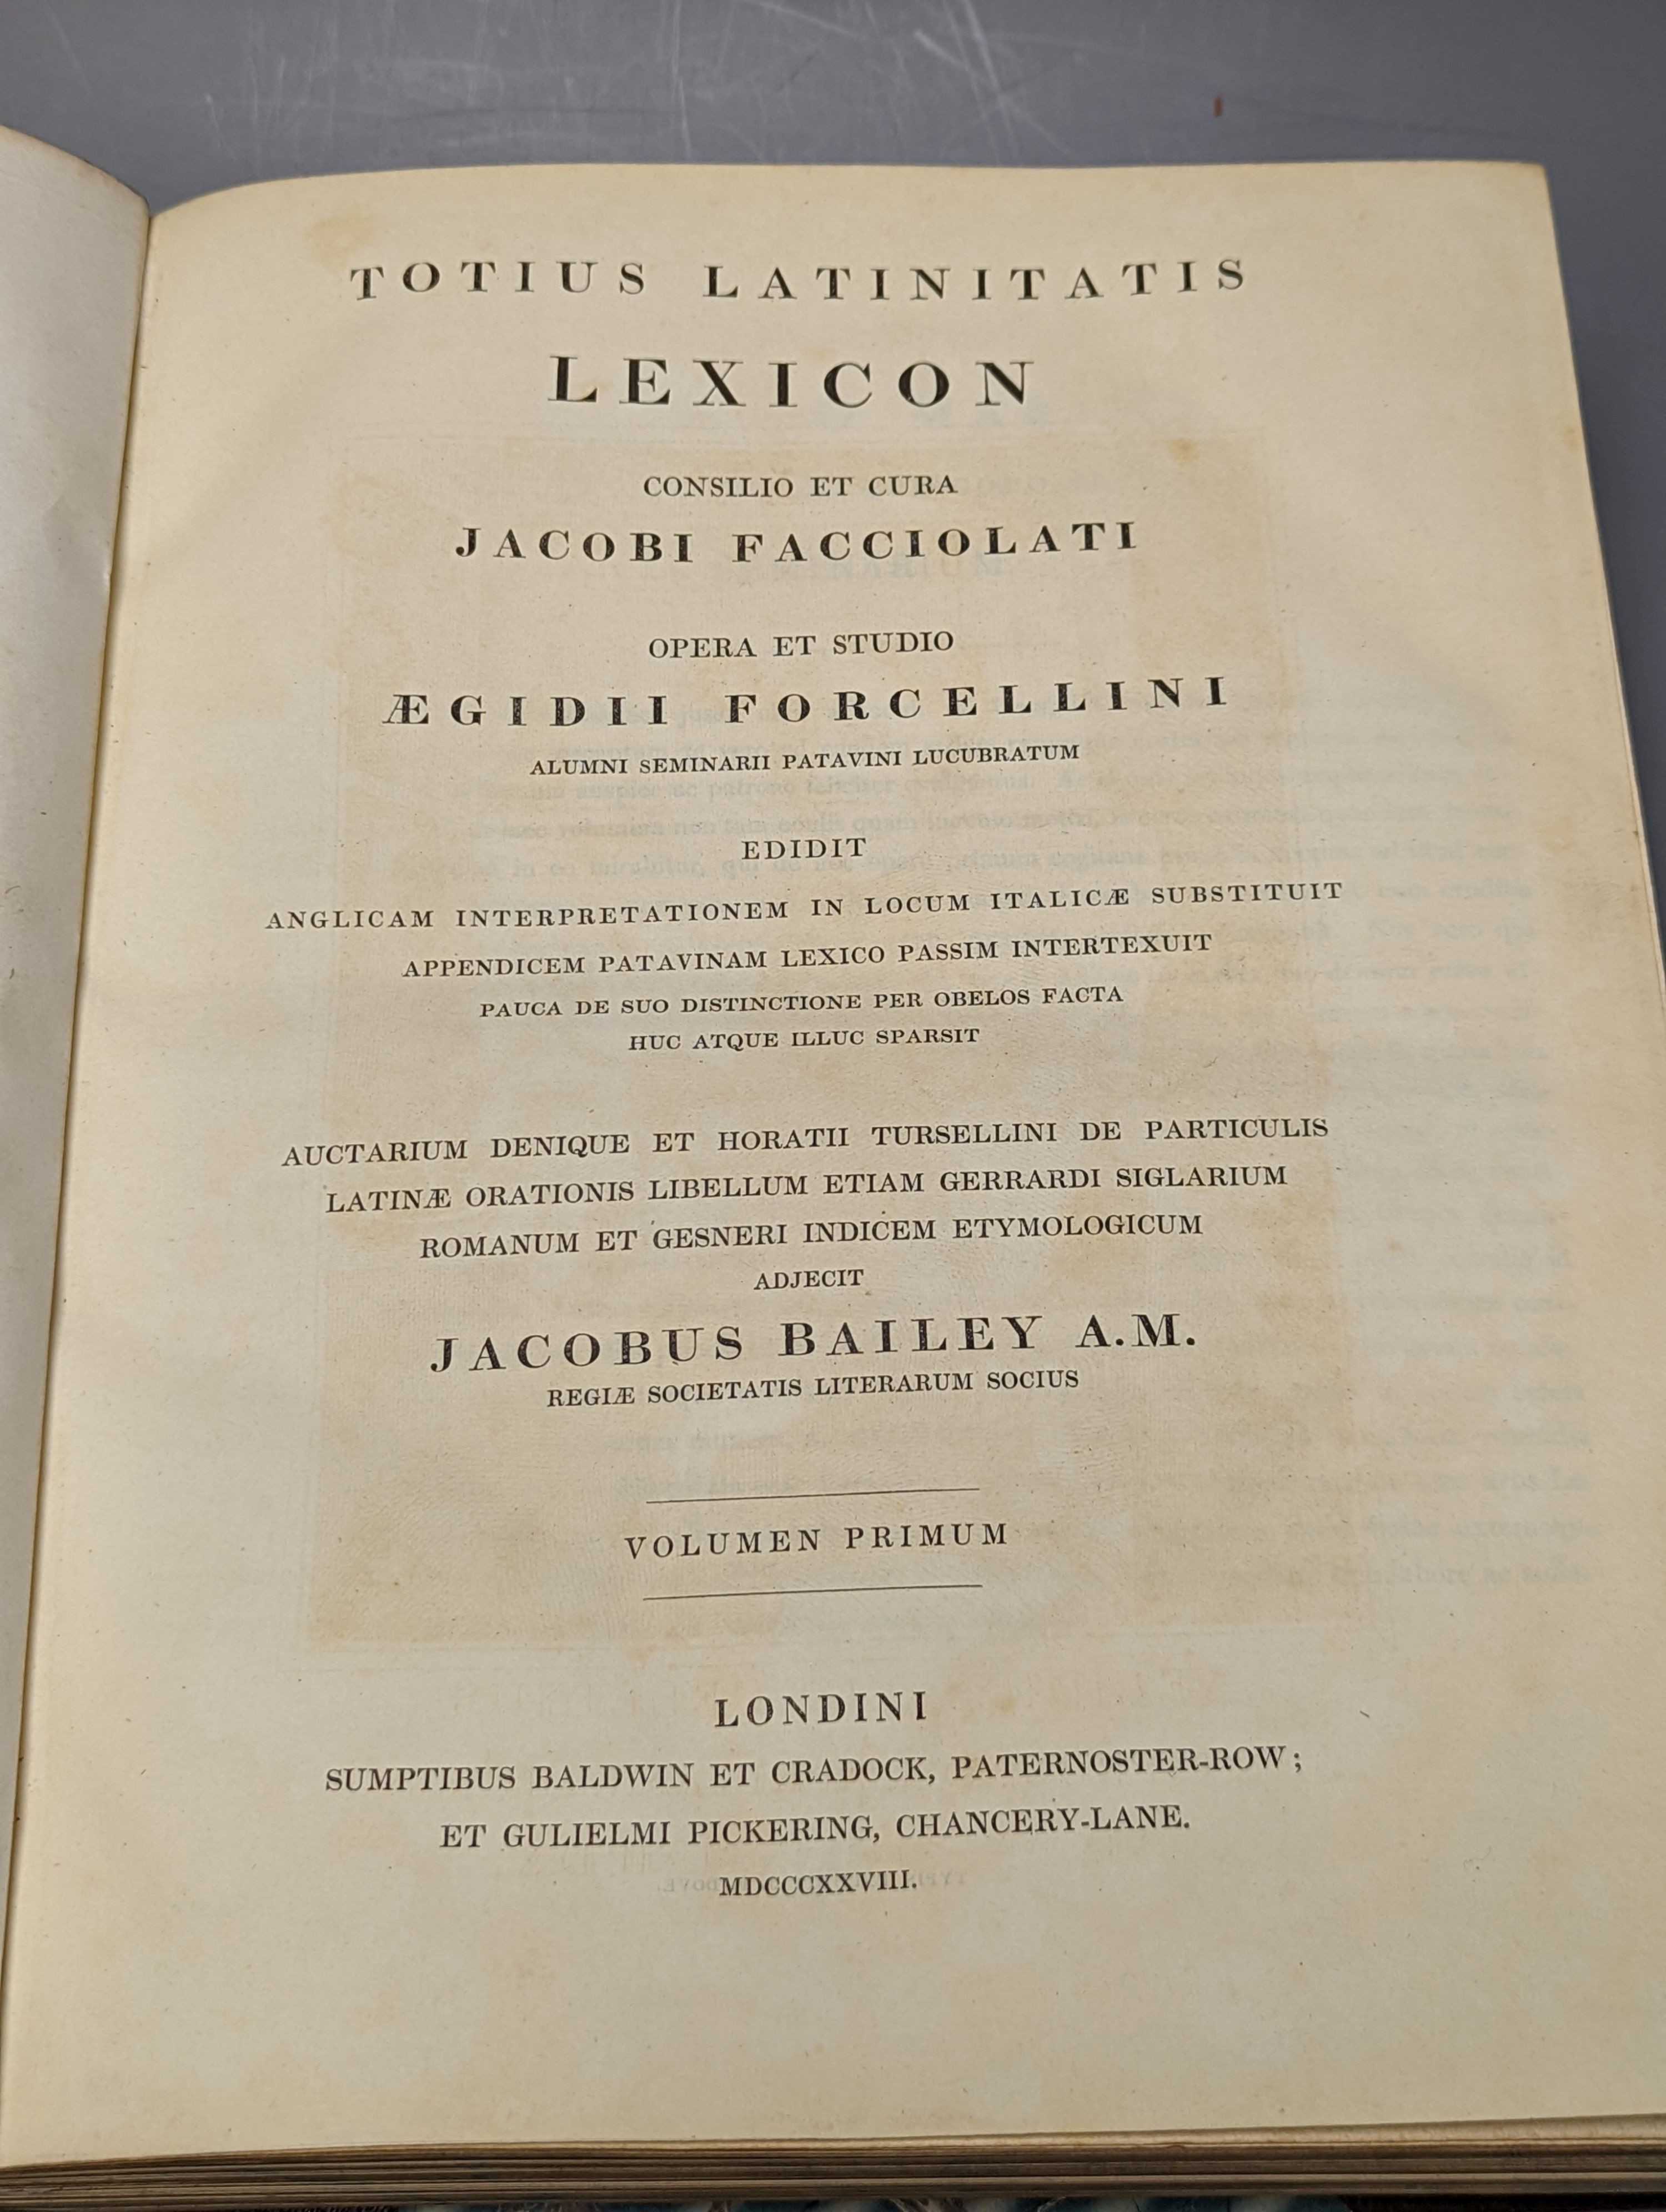 TOTIUS LATINITATIS
LEXICON
CONSILIO ET CURA
JACOBI FACCIOLATI
OPERA ET STUDIO
ÆGIDII FORCELLINI
ALUMNI SEMINARII PATAVINI LUCUBRATUM
EDIDIT
ANGLICAM INTERPRETATIONEM IN LOCUM ITALICÆ SUBSTITUIT
APPENDICEM PATAVINAM LEXICO PASSIM INTERTEXUIT
PAUCA DE SUO DISTINCTIONE PER OBELOS FACTA
HUC ATQUE ILLUC SPARSIT
AUCTARIUM DENIQUE ET HORATII TURSELLINI DE PARTICULIS
LATINÆ ORATIONIS LIBELLUM ETIAM GERRARDI SIGLARIUM
ROMANUM ET GESNERI INDICEM ETYMOLOGICUM
ADJECIT
JACOBUS BAILEY A.M.
REGIÆ SOCIETATIS LITERARUM SOCIUS
VOLUMEN PRIMUM
LONDINI
SUMPTIBUS BALDWIN ET CRADOCK, PATERNOSTER-ROW;
ET GULIELMI PICKERING, CHANCERY-LANE.
MDCCCXXVIII.